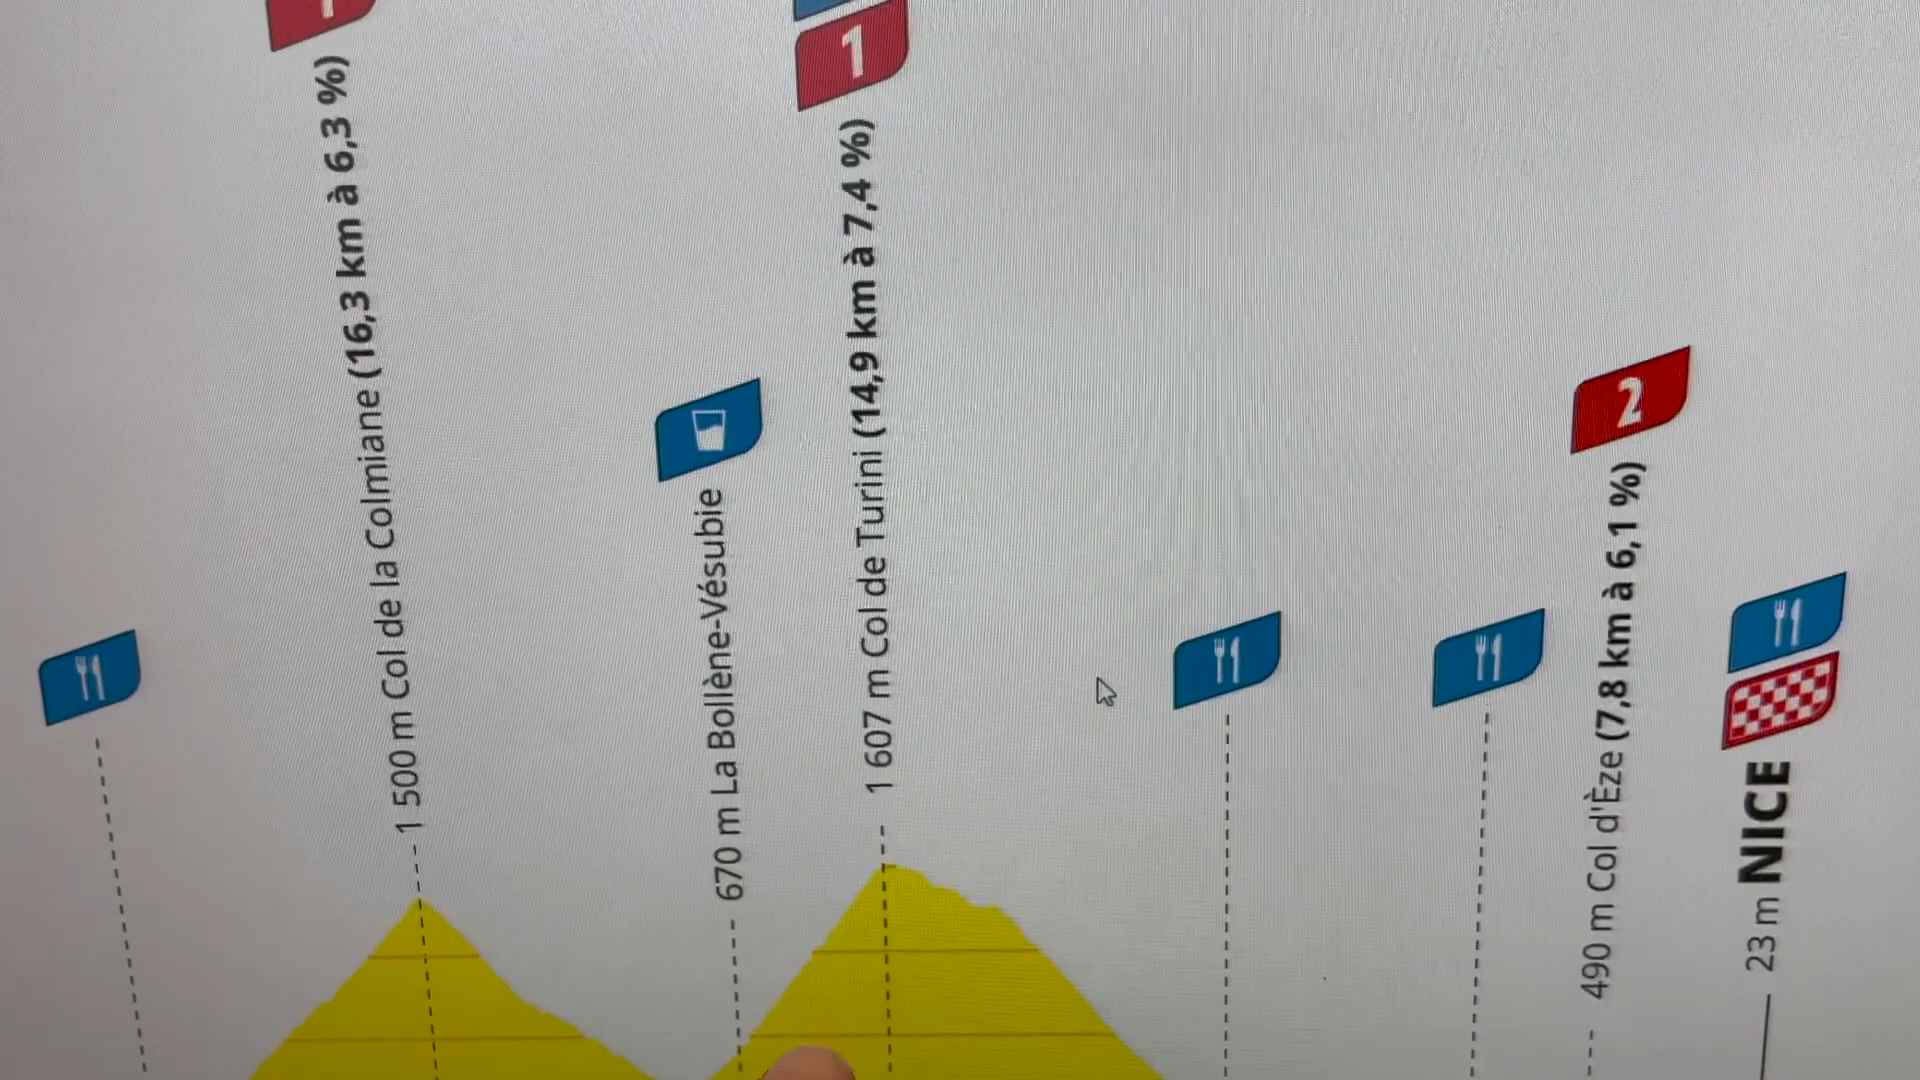 1 500 m Col de la Colmiane (16,3 km à 6,3 %)
670 m La Bollène-Vésubie
1 607 m Col de Turini (14,9 km à 7,4 %)
1
490 m Col d'Èze (7,8 km à 6,1 %)
2
23 m NICE